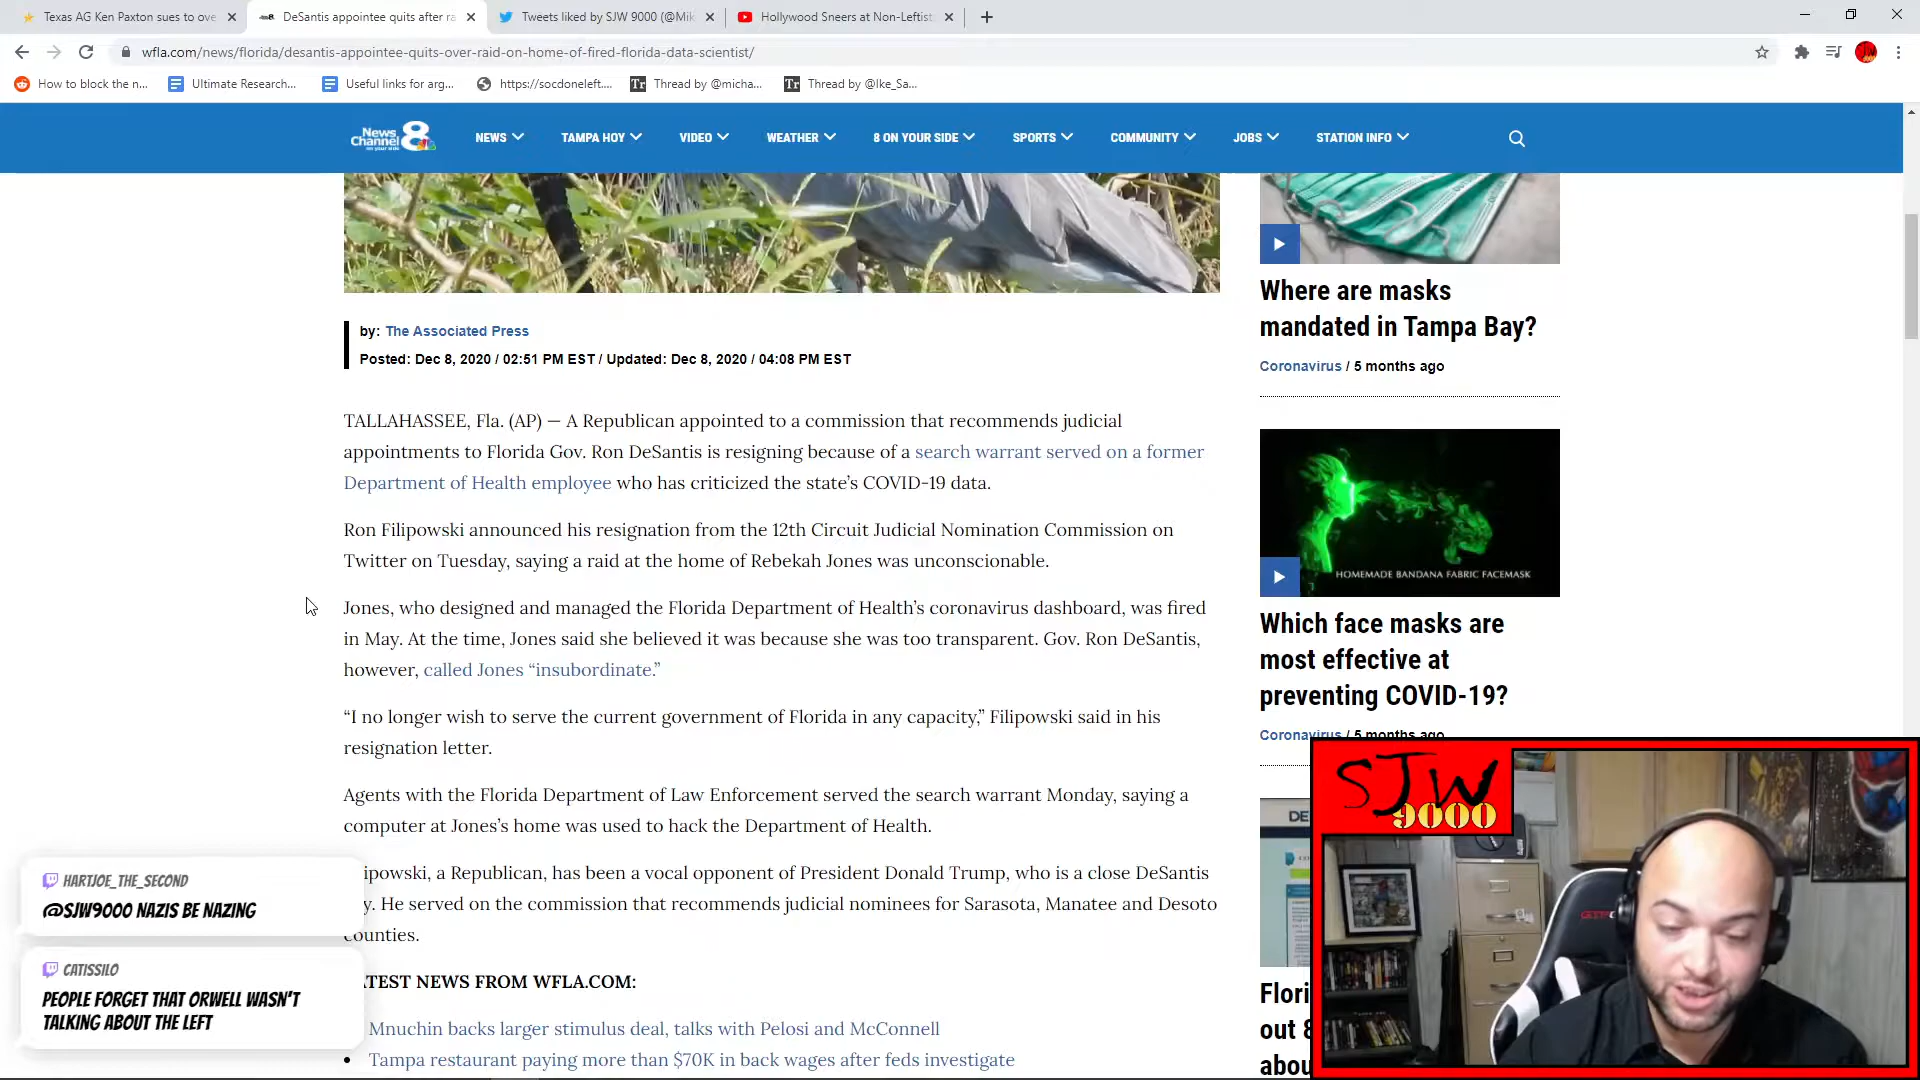 Texas AG Ken Paxton sues to ove
DeSantis appointee quits after ra
Tweets liked by SJW 9000 (@Mik
Hollywood Sneers at Non-Leftist
wfla.com/news/florida/desantis-appointee-quits-over-raid-on-home-of-fired-florida-data-scientist/
How to block the n...
Ultimate Research...
Useful links for arg...
https://socdoneleft....
Thread by @micha...
Thread by @Ike_Sa...
News Channel 8
NEWS
TAMPA HOY
VIDEO
WEATHER
8 ON YOUR SIDE
SPORTS
COMMUNITY
JOBS
STATION INFO
by: The Associated Press
Posted: Dec 8, 2020 / 02:51 PM EST / Updated: Dec 8, 2020 / 04:08 PM EST
TALLAHASSEE, Fla. (AP) — A Republican appointed to a commission that recommends judicial
appointments to Florida Gov. Ron DeSantis is resigning because of a search warrant served on a former
Department of Health employee who has criticized the state's COVID-19 data.
Ron Filipowski announced his resignation from the 12th Circuit Judicial Nomination Commission on
Twitter on Tuesday, saying a raid at the home of Rebekah Jones was unconscionable.
Jones, who designed and managed the Florida Department of Health's coronavirus dashboard, was fired
in May. At the time, Jones said she believed it was because she was too transparent. Gov. Ron DeSantis,
however, called Jones “insubordinate.”
“I no longer wish to serve the current government of Florida in any capacity,” Filipowski said in his
resignation letter.
Agents with the Florida Department of Law Enforcement served the search warrant Monday, saying a
computer at Jones's home was used to hack the Department of Health.
ipowski, a Republican, has been a vocal opponent of President Donald Trump, who is a close DeSantis
y. He served on the commission that recommends judicial nominees for Sarasota, Manatee and Desoto
counties.
ATEST NEWS FROM WFLA.COM:
Mnuchin backs larger stimulus deal, talks with Pelosi and McConnell
Tampa restaurant paying more than $70K in back wages after feds investigate
Where are masks
mandated in Tampa Bay?
Coronavirus / 5 months ago
HOMEMADE BANDANA FABRIC FACEMASK
Which face masks are
most effective at
preventing COVID-19?
Coronavirus / 5 months ago
DE
Flori
out 8
abou
HARTJOE_THE_SECOND
@SJW9000 NAZIS BE NAZING
CATISSILO
PEOPLE FORGET THAT ORWELL WASN'T
TALKING ABOUT THE LEFT
SJW
9000